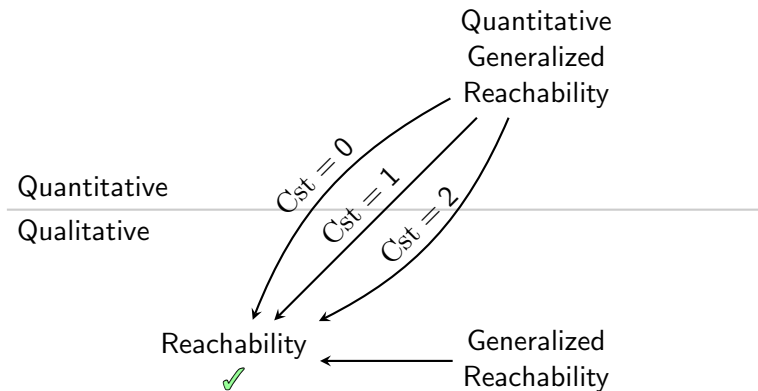 Quantitative
Generalized
Reachability
Cst = 0
Cst = 1
Cst = 2
Quantitative
Qualitative
Reachability
✓
Generalized
Reachability